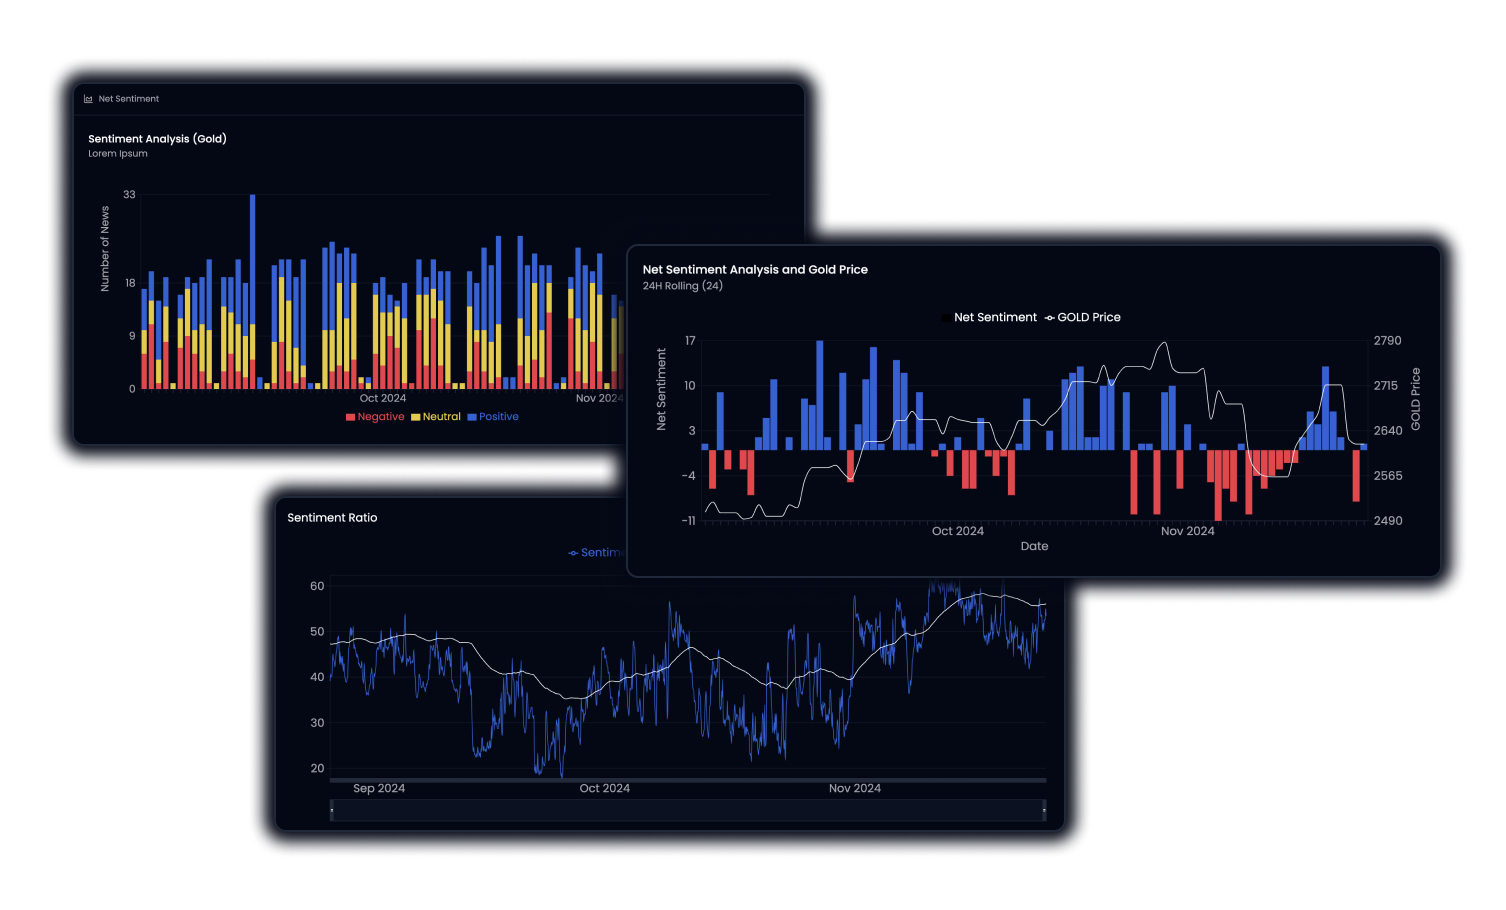 Net Sentiment
Sentiment Analysis (Gold)
Lorem Ipsum
Number of News
33
18
9
0
Oct 2024
Nov 2024
Negative Neutral Positive
Net Sentiment Analysis and Gold Price
24H Rolling (24)
Net Sentiment GOLD Price
Net Sentiment
17
10
3
-4
-11
2790
2715
2640
2565
2490
GOLD Price
Oct 2024 Nov 2024
Date
Sentiment Ratio
60
50
40
30
20
Sep 2024 Oct 2024 Nov 2024